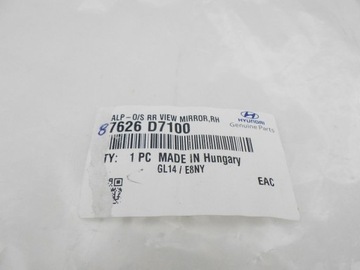 ALP - O/S RR VIEW MIRROR,RH
87626 D7100
HYUNDAI
Genuine Parts
TY: 1 PC MADE IN Hungary
GL14 / E8NY
EAC